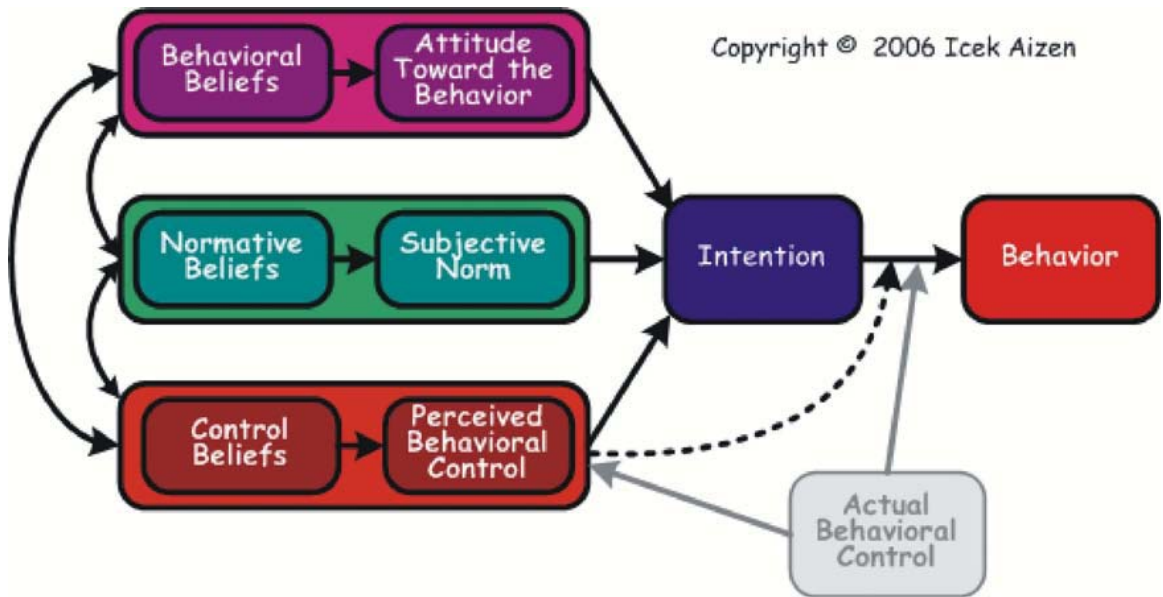 Behavioral
Beliefs
Attitude
Toward the
Behavior
Copyright © 2006 Icek Aizen
Normative
Beliefs
Subjective
Norm
Intention
Behavior
Control
Beliefs
Perceived
Behavioral
Control
Actual
Behavioral
Control